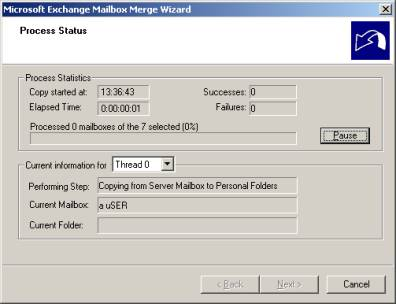 Microsoft Exchange Mailbox Merge Wizard
Process Status
Process Statistics
Copy started at: 13:36:43 Successes: 0
Elapsed Time: 0:00:00:01 Failures: 0
Processed 0 mailboxes of the 7 selected (0%)
Pause
Current information for Thread 0
Performing Step: Copying from Server Mailbox to Personal Folders
Current Mailbox: a uSER
Current Folder:
< Back Next > Cancel